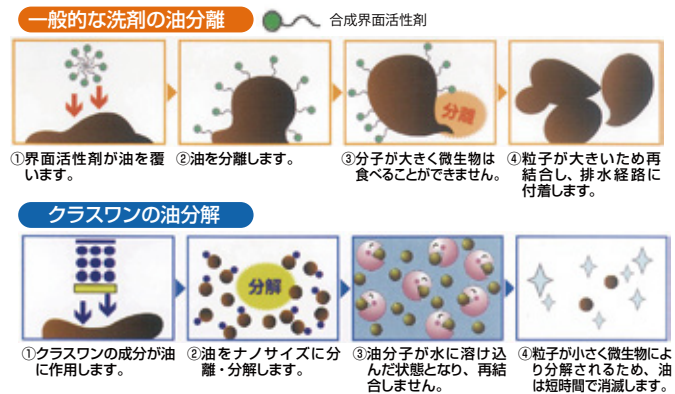 一般的な洗剤の油分離
合成界面活性剤
分離
①界面活性剤が油を覆
います。
②油を分離します。
③分子が大きく微生物は
食べることができません。
④粒子が大きいため再
結合し、排水経路に
付着します。
クラスワンの油分解
分解
①クラスワンの成分が油
に作用します。
②油をナノサイズに分
離・分解します。
③油分子が水に溶け込
んだ状態となり、再結
合しません。
④粒子が小さく微生物によ
り分解されるため、油
は短時間で消滅します。